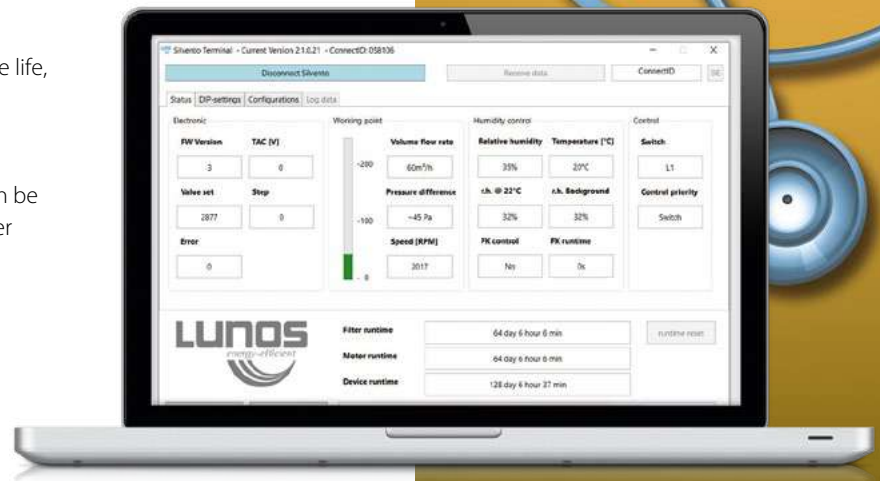 e life,
n be
er
Silvento Terminal - Current Version 2.1.0.21 - ConnectID: 058106
Disconnect Silvento
Receive data
ConnectID
DE
Status DIP-settings Configurations Log data
Electronic
Working point
Humidity control
Control
FW Version
TAC [V]
Volume flow rate
Relative humidity
Temperature [°C]
Switch
3
0
-200
60m³/h
35%
20°C
L1
Value set
Step
Pressure difference
r.h. @ 22°C
r.h. Background
Control priority
2877
0
-100
~45 Pa
32%
32%
Switch
Error
Speed [RPM]
FK control
FK runtime
0
- 0
2017
No
0s
LUNOS
energy-efficient
Filter runtime
64 day 6 hour 6 min
runtime reset
Motor runtime
64 day 6 hour 6 min
Device runtime
128 day 6 hour 37 min